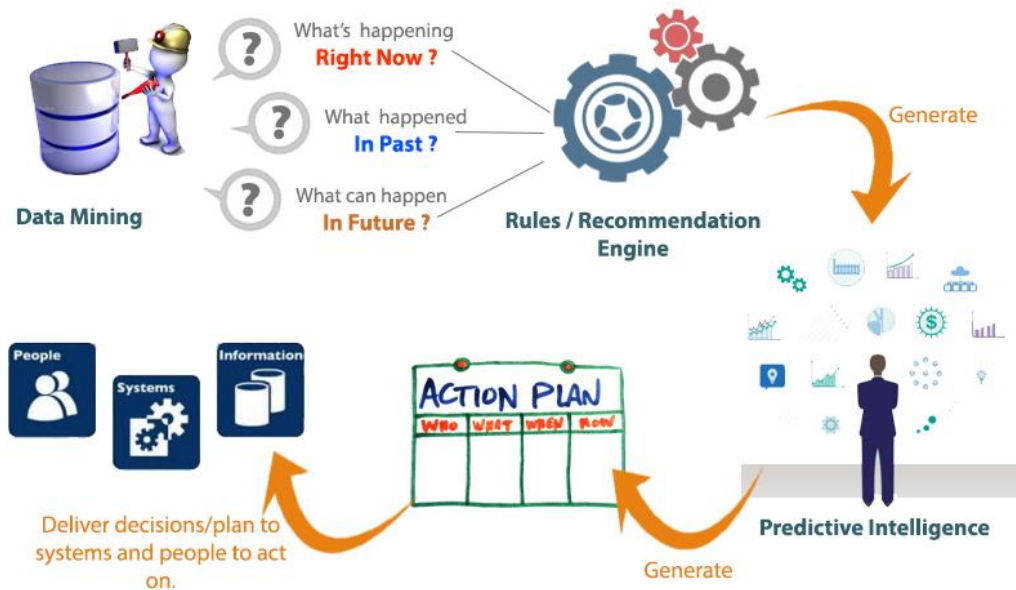 What's happening
Right Now ?
What happened
In Past ?
What can happen
In Future ?
Data Mining
Rules / Recommendation
Engine
Generate
People
Systems
Information
ACTION PLAN
WHO WHAT WHEN HOW
Predictive Intelligence
Generate
Deliver decisions/plan to
systems and people to act
on.